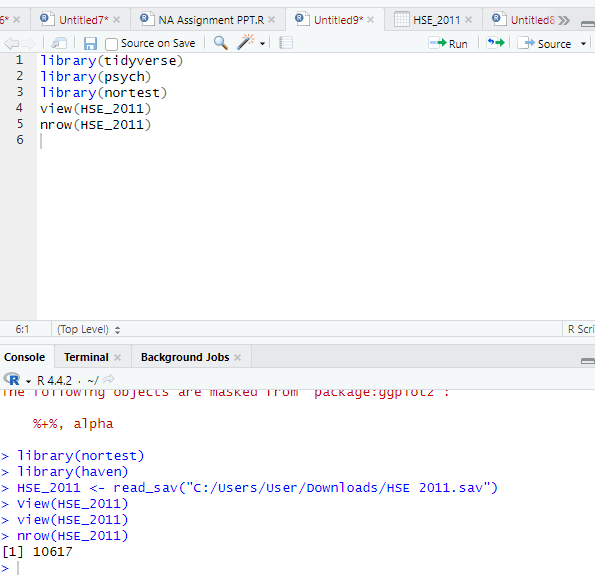 6* Untitled7* NA Assignment PPT.R Untitled9* HSE_2011 Untitled8
Source on Save Run Source
1 library(tidyverse)
2 library(psych)
3 library(nortest)
4 view(HSE_2011)
5 nrow(HSE_2011)
6
6:1 (Top Level) R Scri
Console Terminal Background Jobs
R R 4.4.2 · ~/
The following objects are masked from ‘package:ggplot2’:
%+%, alpha
> library(nortest)
> library(haven)
> HSE_2011 <- read_sav("C:/Users/User/Downloads/HSE 2011.sav")
> View(HSE_2011)
> view(HSE_2011)
> nrow(HSE_2011)
[1] 10617
>